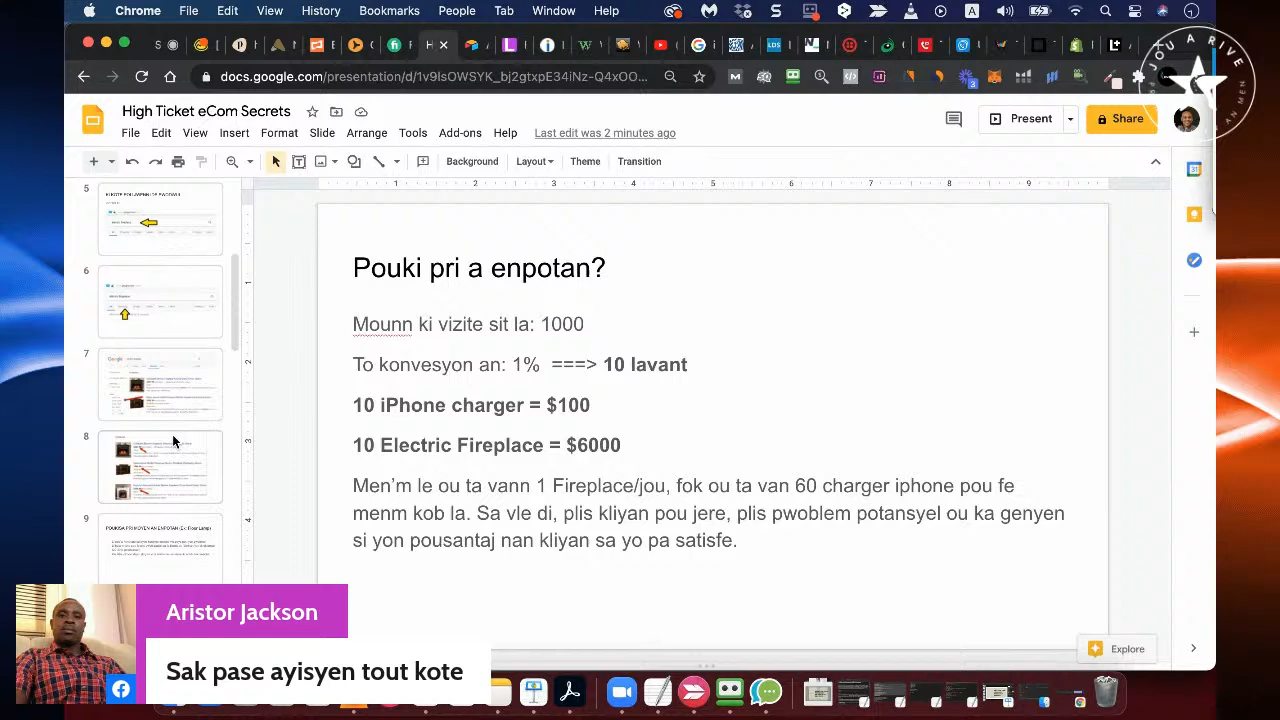 Chrome File Edit View History Bookmarks People Tab Window Help
docs.google.com/presentation/d/1v9lsOWSYK_bj2gtxpE34iNz-Q4xOO...
High Ticket eCom Secrets
File Edit View Insert Format Slide Arrange Tools Add-ons Help Last edit was 2 minutes ago
Present
Share
Background Layout Theme Transition
5
6
7
8
9
Pouki pri a enpotan?
Mounn ki vizite sit la: 1000
To konvesyon an: 1% ===> 10 lavant
10 iPhone charger = $100
10 Electric Fireplace =
Men’m le ou ta vann 1 Fireplace/jou, fok ou ta van 60 charger iphone pou fe
menm kob la. Sa vle di, plis kliyan pou jere, plis pwoblem potansyel ou ka genyen
si yon pousantaj nan kliyan sa yo pa satisfe.
Explore
Aristor Jackson
Sak pase ayisyen tout kote